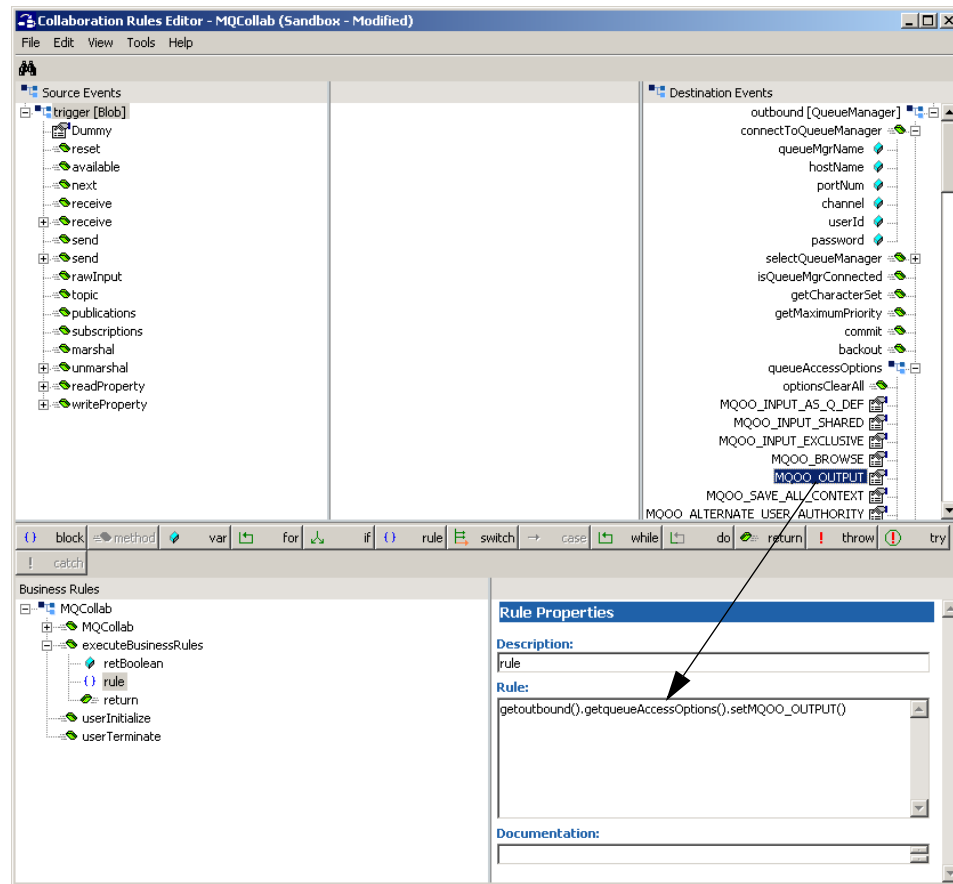 Collaboration Rules Editor - MQCollab (Sandbox - Modified)
File Edit View Tools Help
Source Events
trigger [Blob]
Dummy
reset
available
next
receive
receive
send
send
rawInput
topic
publications
subscriptions
marshal
unmarshal
readProperty
writeProperty
Destination Events
outbound [QueueManager]
connectToQueueManager
queueMgrName
hostName
portNum
channel
userId
password
selectQueueManager
isQueueMgrConnected
getCharacterSet
getMaximumPriority
commit
backout
queueAccessOptions
optionsClearAll
MQOO_INPUT_AS_Q_DEF
MQOO_INPUT_SHARED
MQOO_INPUT_EXCLUSIVE
MQOO_BROWSE
MQOO_OUTPUT
MQOO_SAVE_ALL_CONTEXT
MQOO_ALTERNATE_USER_AUTHORITY
{} block method var for if {} rule switch case while do return ! throw try
! catch
Business Rules
MQCollab
MQCollab
executeBusinessRules
retBoolean
{} rule
return
userInitialize
userTerminate
Rule Properties
Description:
rule
Rule:
getoutbound().getqueueAccessOptions().setMQOO_OUTPUT()
Documentation: